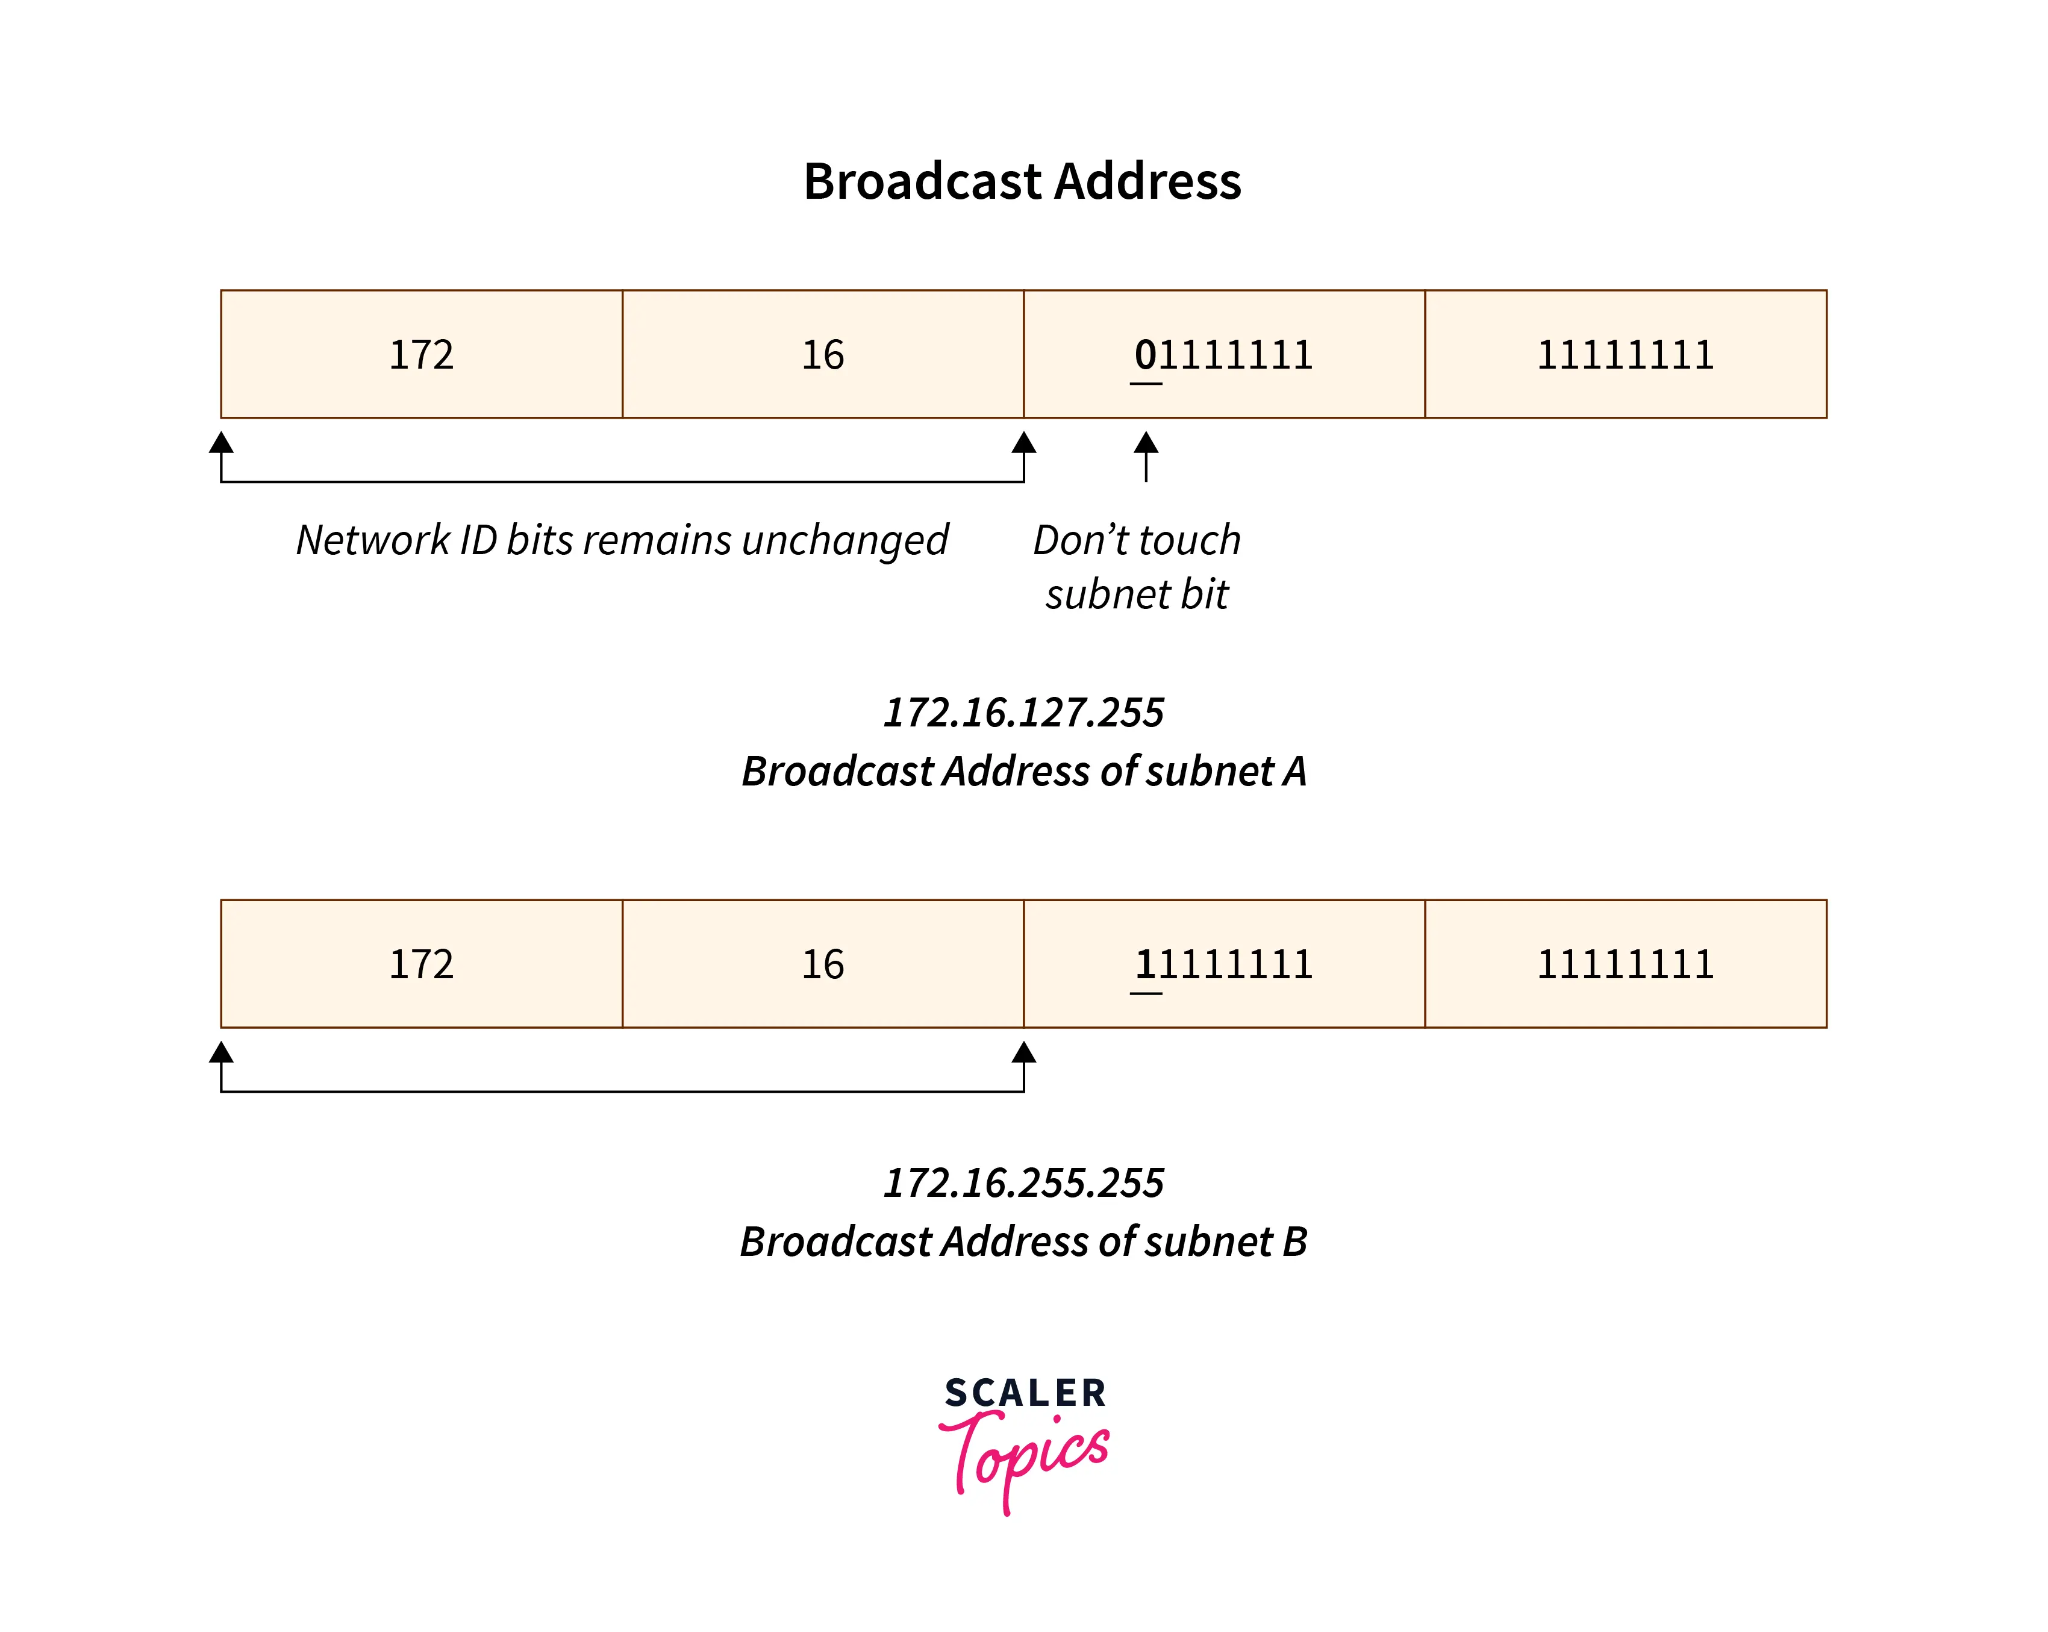 Broadcast Address
172 16 01111111 11111111
Network ID bits remains unchanged
Don’t touch
subnet bit
172.16.127.255
Broadcast Address of subnet A
172 16 11111111 11111111
172.16.255.255
Broadcast Address of subnet B
SCALER
Topics